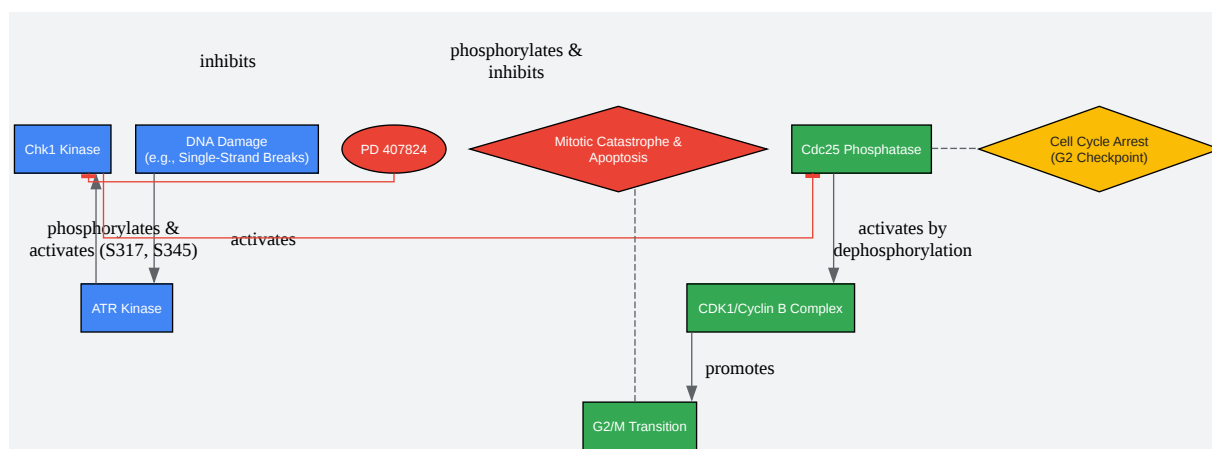 inhibits
phosphorylates &
inhibits
Chk1 Kinase
DNA Damage
(e.g., Single-Strand Breaks)
PD 407824
Mitotic Catastrophe &
Apoptosis
Cdc25 Phosphatase
Cell Cycle Arrest
(G2 Checkpoint)
phosphorylates &
activates (S317, S345)
activates
activates by
dephosphorylation
ATR Kinase
CDK1/Cyclin B Complex
promotes
G2/M Transition